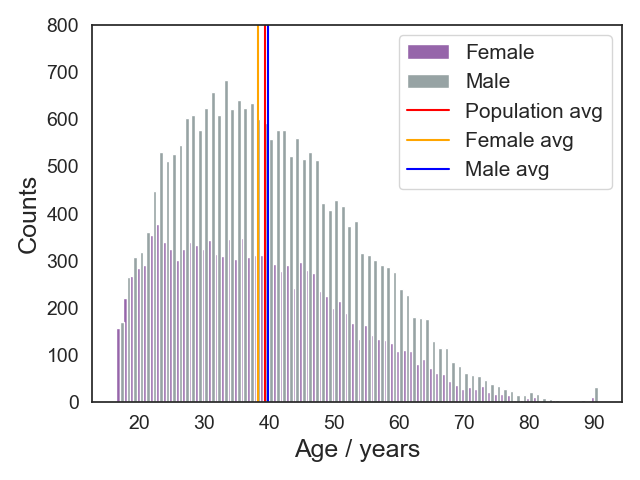 800
700
600
500
400
300
200
100
0
Counts
20 30 40 50 60 70 80 90
Age / years
Female
Male
Population avg
Female avg
Male avg